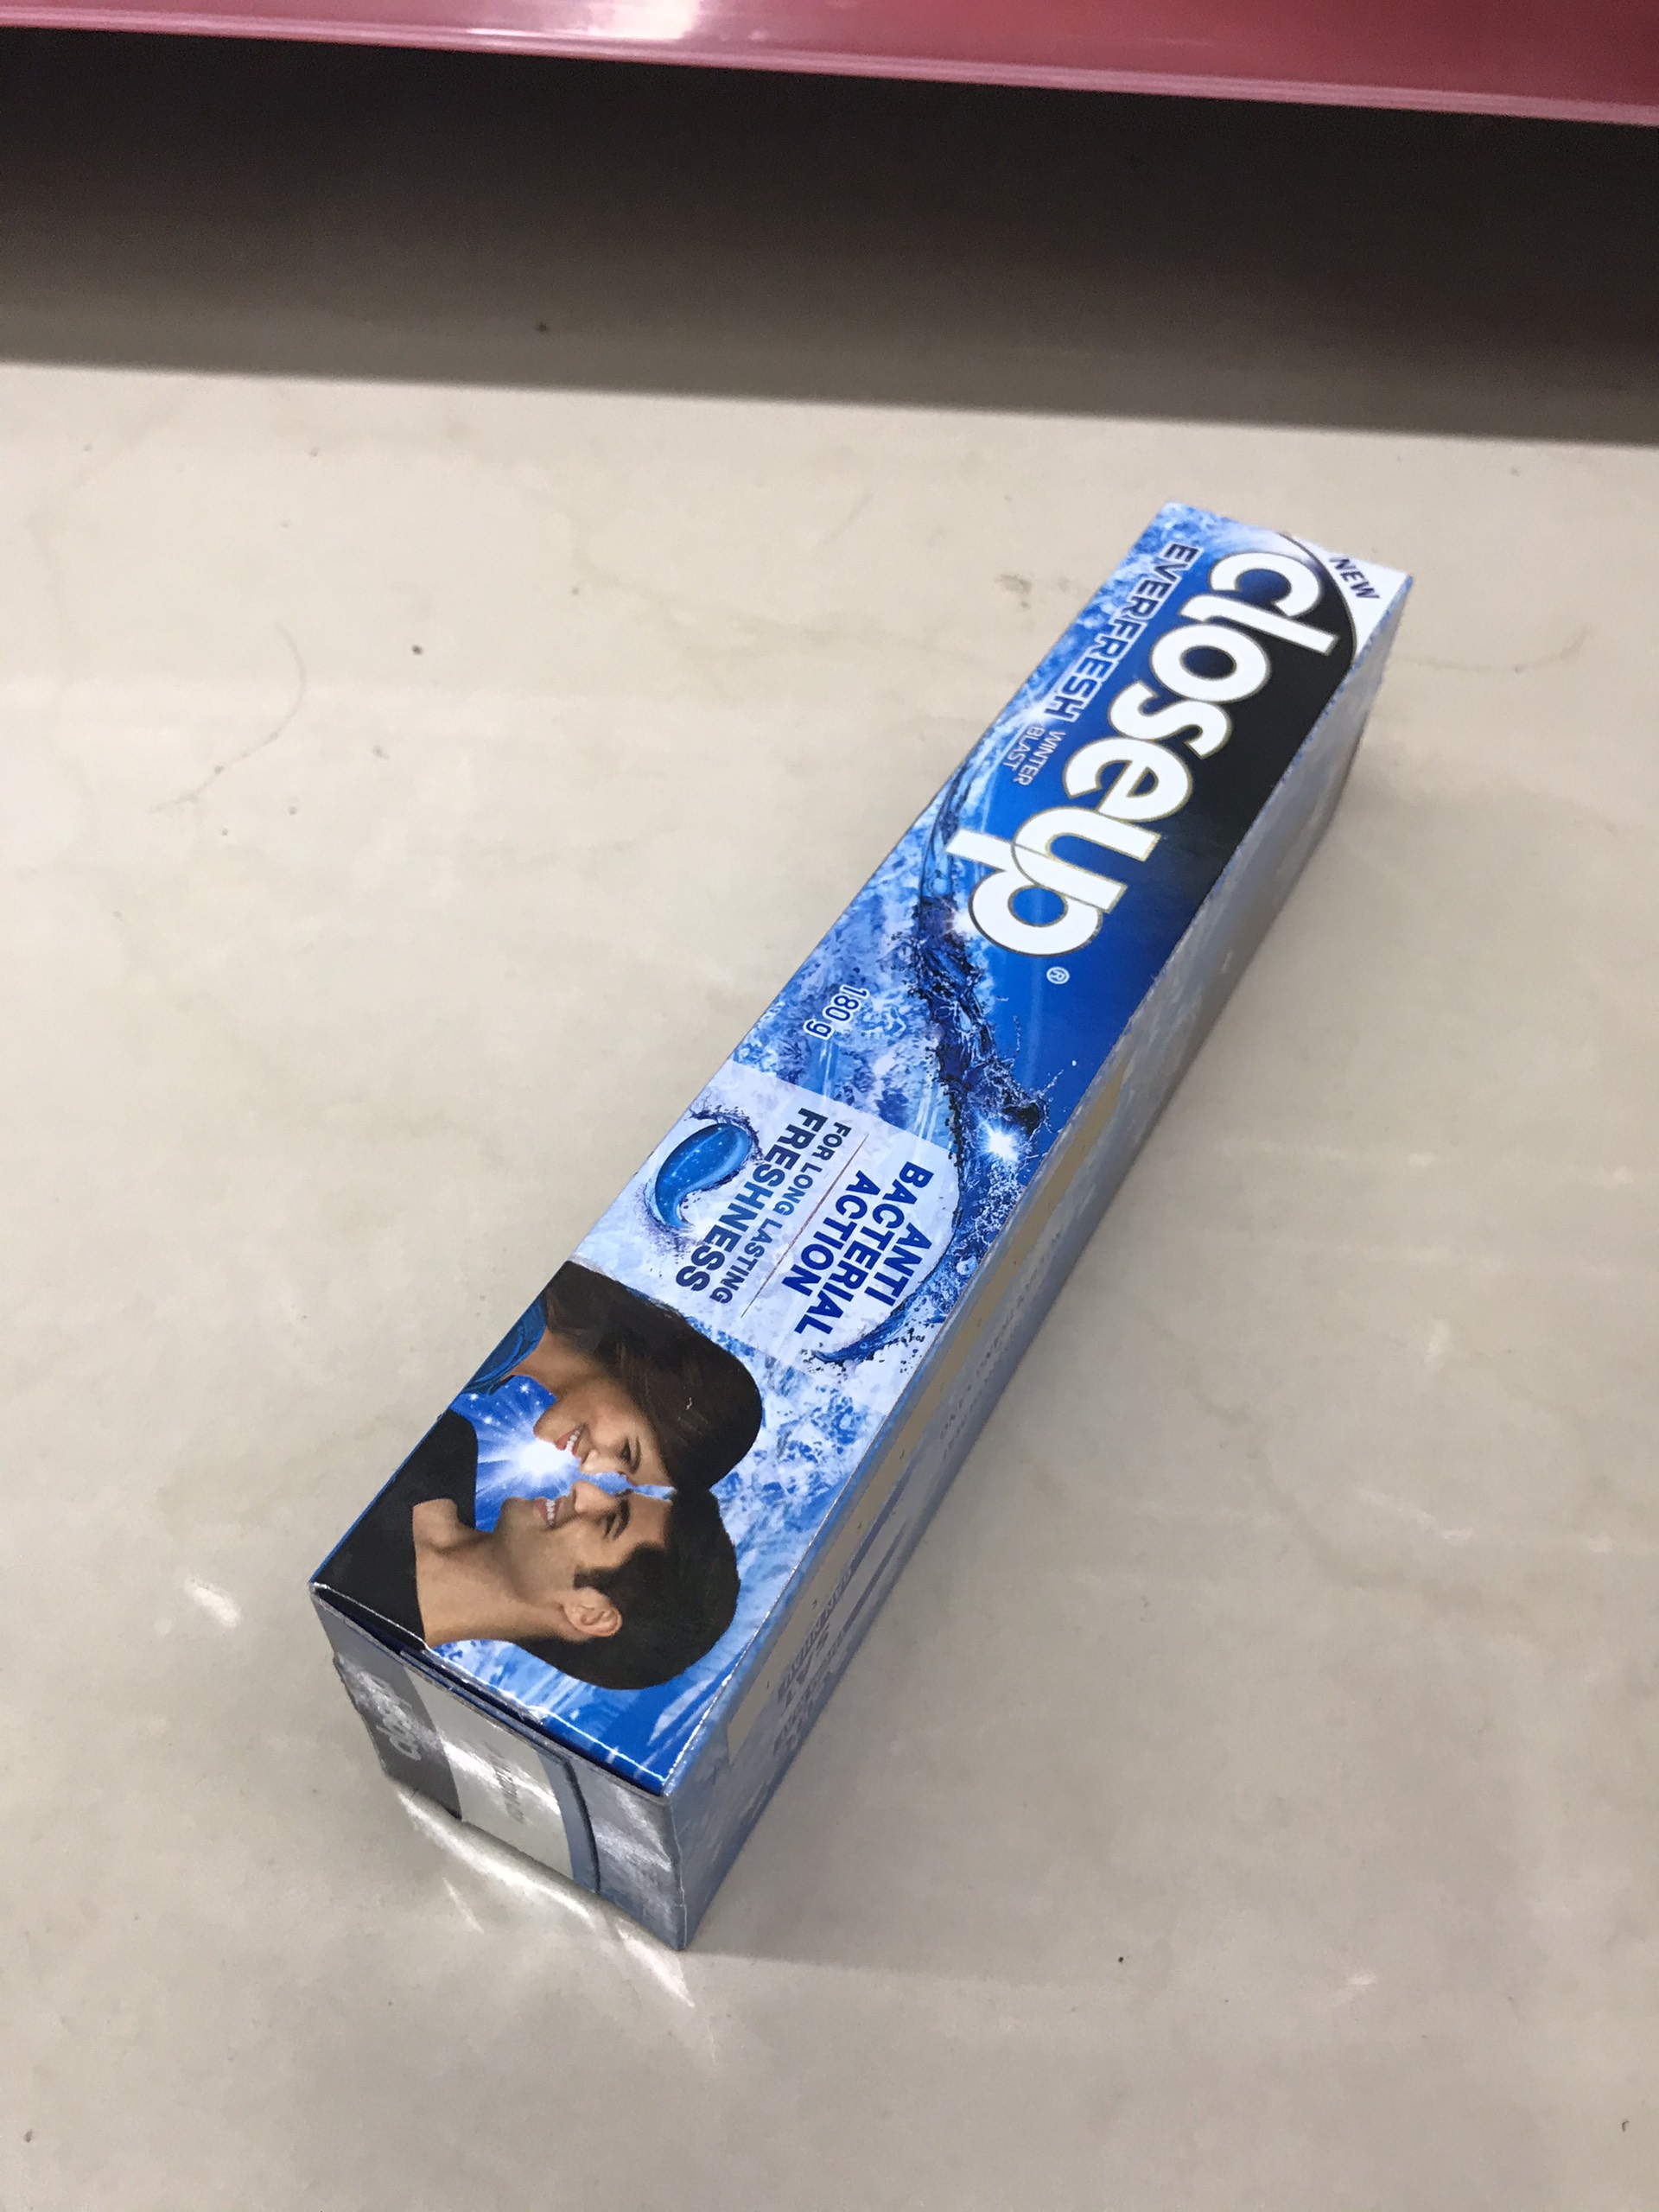 NEW
closeup®
EVERFRESH WINTER
BLAST
180 g
ANTI
BACTERIAL
ACTION
FOR LONG LASTING
FRESHNESS